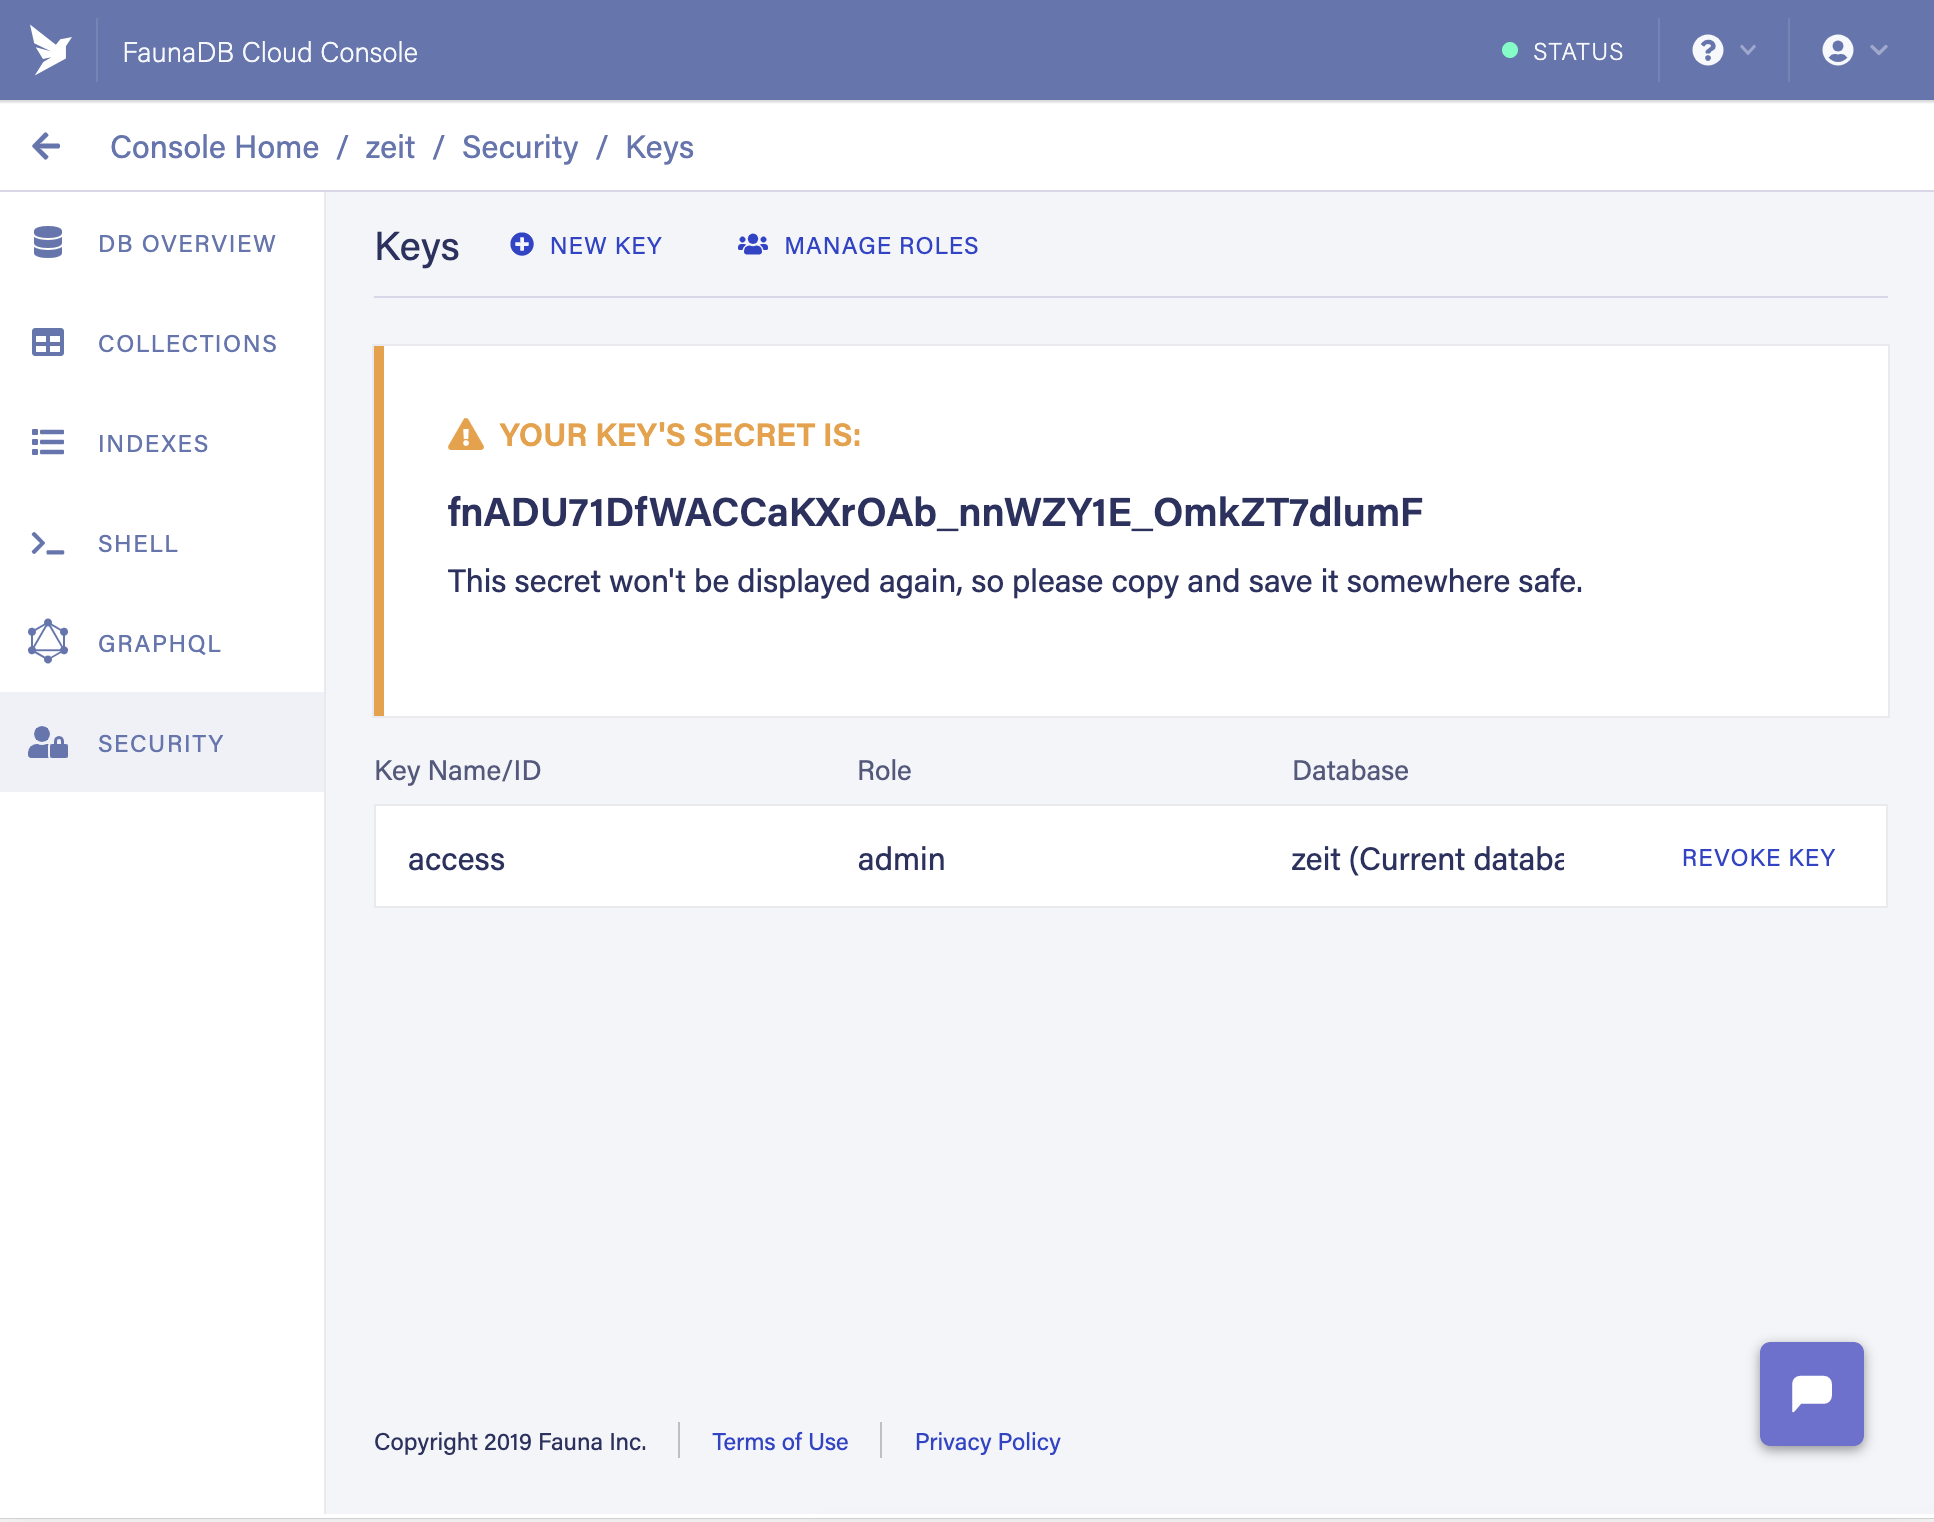 FaunaDB Cloud Console
STATUS
Console Home / zeit / Security / Keys
DB OVERVIEW
COLLECTIONS
INDEXES
SHELL
GRAPHQL
SECURITY
Keys
NEW KEY
MANAGE ROLES
YOUR KEY'S SECRET IS:
fnADU71DfWACCaKXrOAb_nnWZY1E_OmkZT7dlumF
This secret won't be displayed again, so please copy and save it somewhere safe.
Key Name/ID Role Database
access admin zeit (Current databa REVOKE KEY
Copyright 2019 Fauna Inc. Terms of Use Privacy Policy